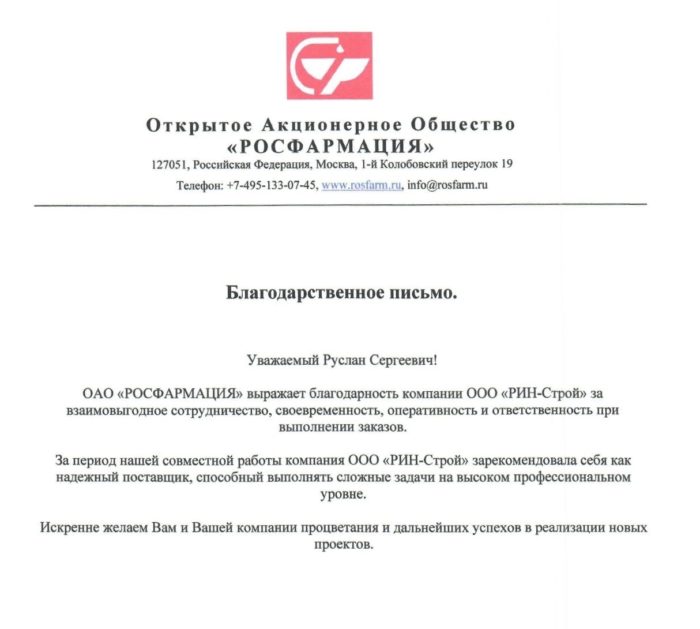 Открытое Акционерное Общество
«РОСФАРМАЦИЯ»
127051, Российская Федерация, Москва, 1-й Колобовский переулок 19
Телефон: +7-495-133-07-45, www.rosfarm.ru, info@rosfarm.ru
Благодарственное письмо.
Уважаемый Руслан Сергеевич!
ОАО «РОСФАРМАЦИЯ» выражает благодарность компании ООО «РИН-Строй» за
взаимовыгодное сотрудничество, своевременность, оперативность и ответственность при
выполнении заказов.
За период нашей совместной работы компания ООО «РИН-Строй» зарекомендовала себя как
надежный поставщик, способный выполнять сложные задачи на высоком профессиональном
уровне.
Искренне желаем Вам и Вашей компании процветания и дальнейших успехов в реализации новых
проектов.